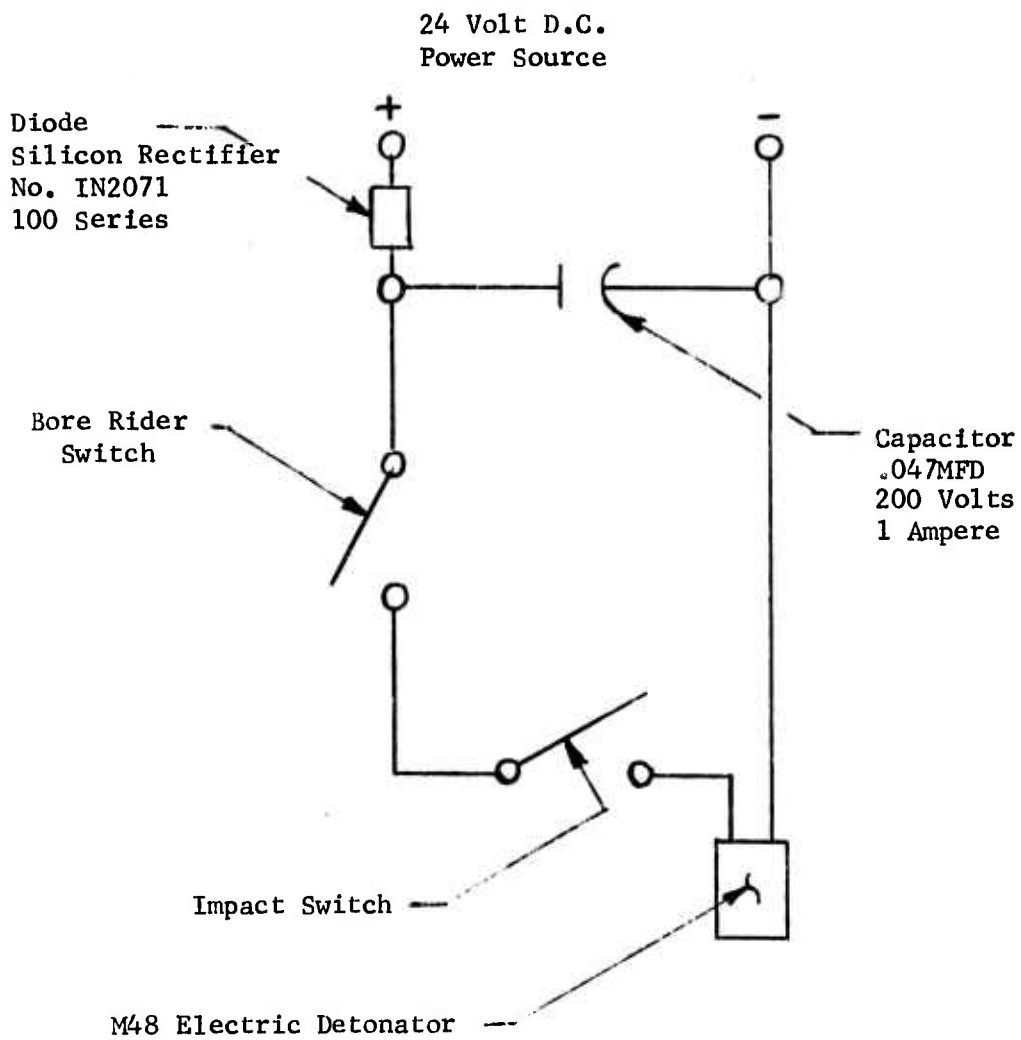 24 Volt D.C.
Power Source
+
-
Diode
Silicon Rectifier
No. IN2071
100 Series
Bore Rider
Switch
Capacitor
.047MFD
200 Volts
1 Ampere
Impact Switch
M48 Electric Detonator